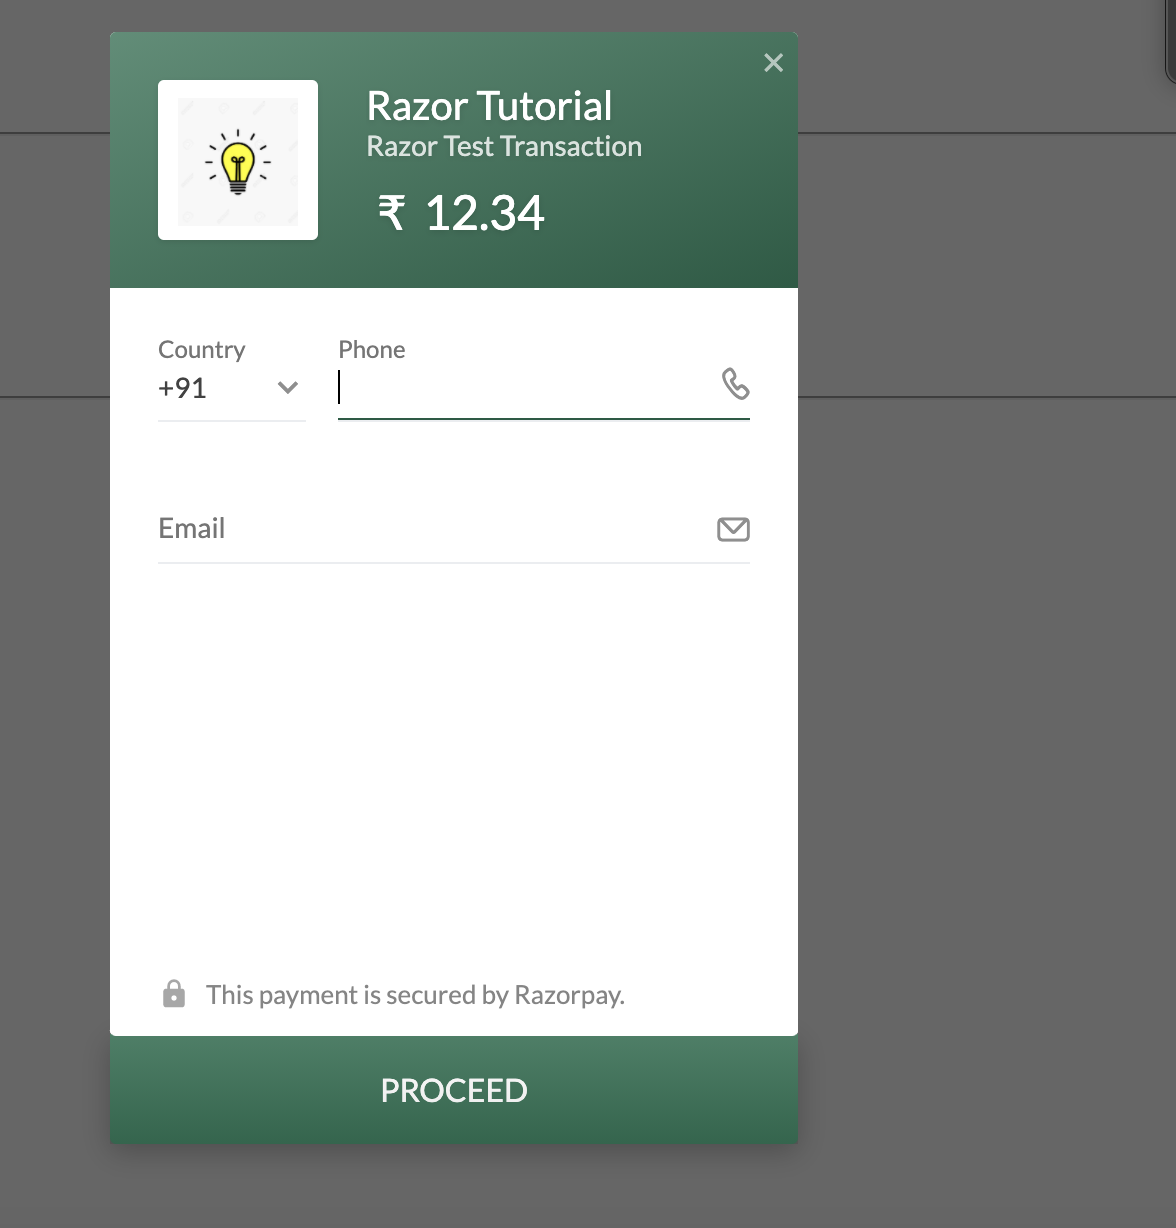 Razor Tutorial
Razor Test Transaction
₹ 12.34
Country
+91
Phone
Email
This payment is secured by Razorpay.
PROCEED